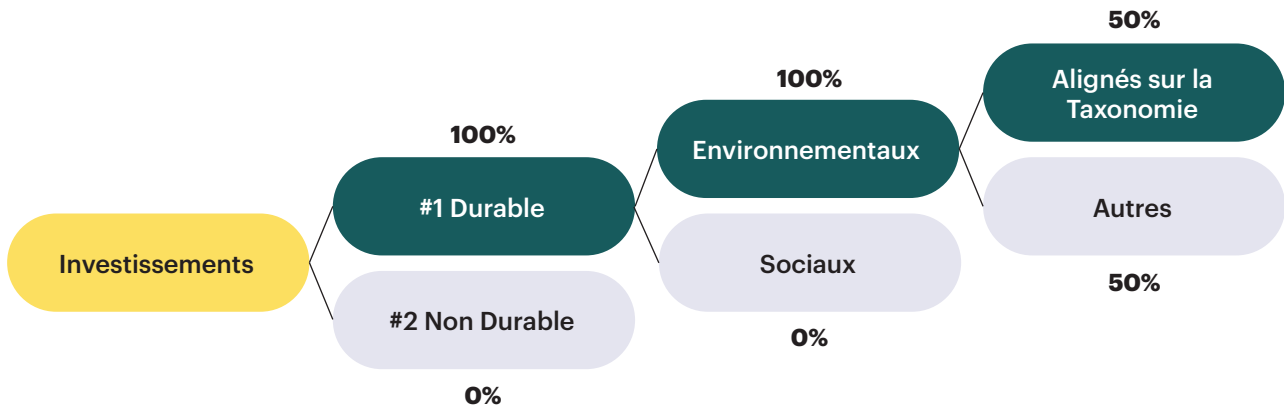 50%
Alignés sur la
Taxonomie
100%
Environnementaux
100%
#1 Durable
Autres
50%
Investissements
Sociaux
0%
#2 Non Durable
0%